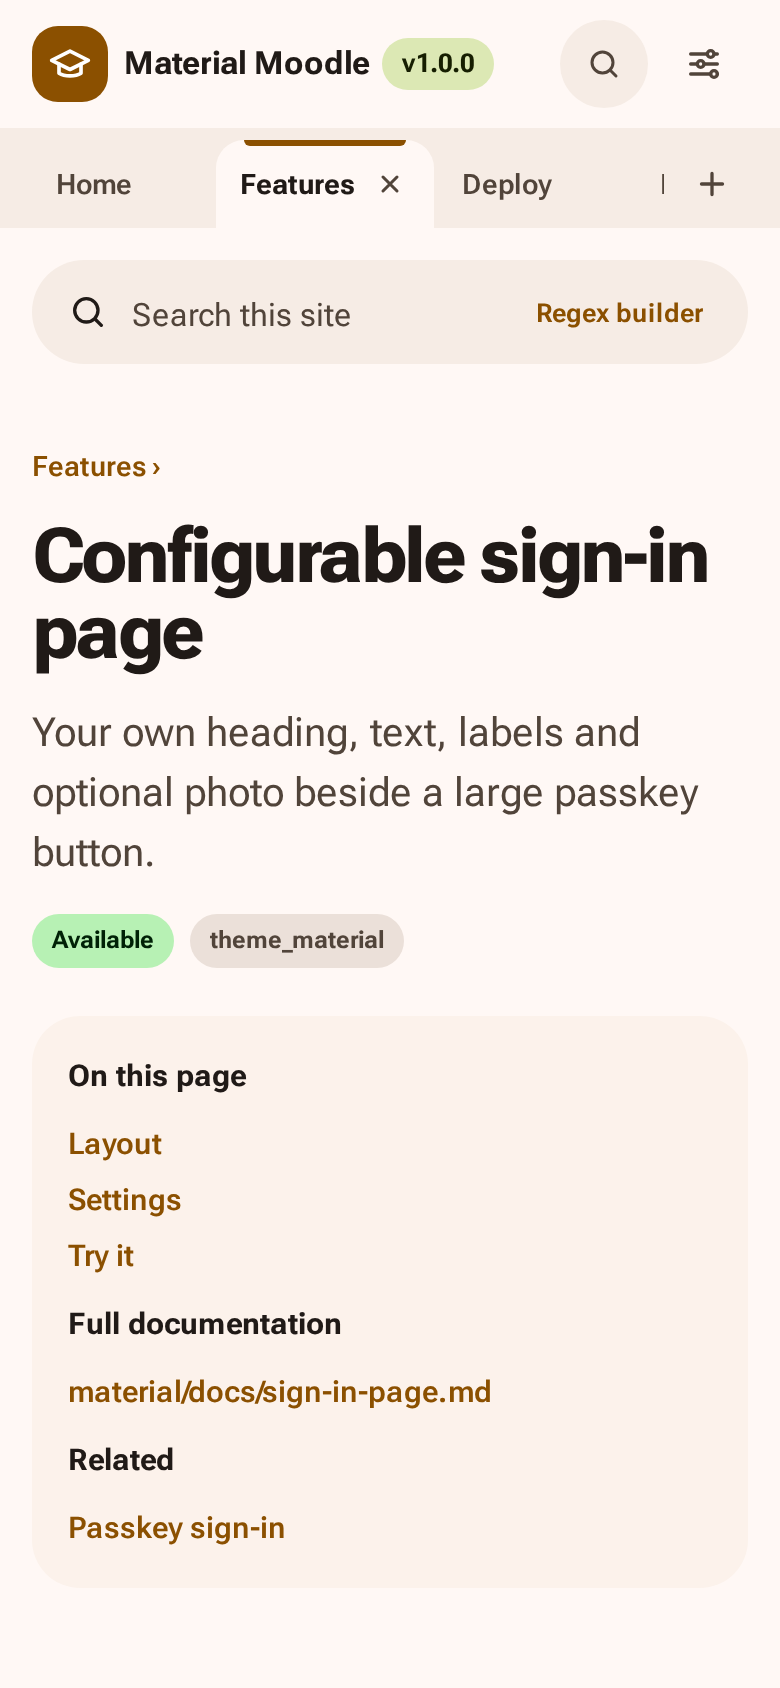 Material Moodle v1.0.0
Home Features Deploy
Search this site Regex builder
Features ›
Configurable sign-in
page
Your own heading, text, labels and
optional photo beside a large passkey
button.
Available theme_material
On this page
Layout
Settings
Try it
Full documentation
material/docs/sign-in-page.md
Related
Passkey sign-in